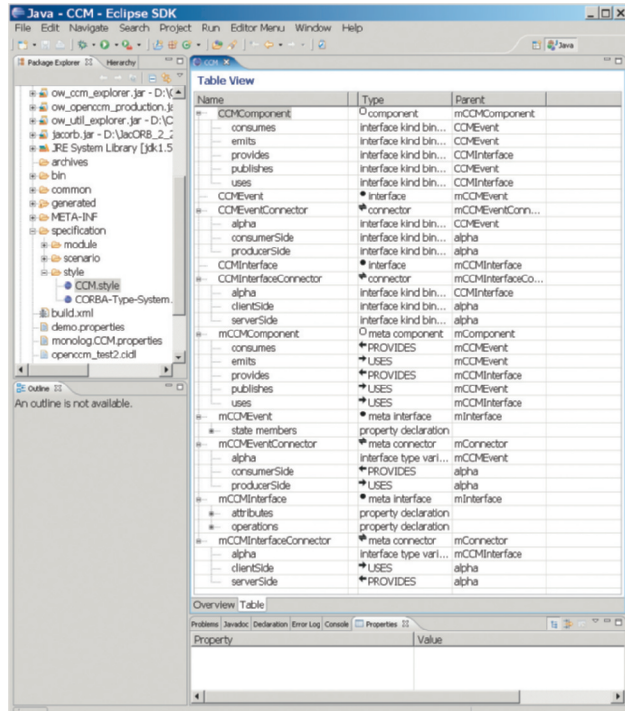 Java - CCM - Eclipse SDK
File Edit Navigate Search Project Run Editor Menu Window Help
Java
Package Explorer Hierarchy
ow_ccm_explorer.jar - D:\C
ow_openccm_production.ja
ow_util_explorer.jar - D:\C
jacorb.jar - D:\JacORB_2_2
JRE System Library [jdk1.5
archives
bin
common
generated
META-INF
specification
module
scenario
style
CCM.style
CORBA-Type-System.
build.xml
demo.properties
monolog.CCM.properties
openccm_test2.cidl
Outline
An outline is not available.
CCM
Table View
Name Type Parent
CCMComponent component mCCMComponent
consumes interface kind bin... CCMEvent
emits interface kind bin... CCMEvent
provides interface kind bin... CCMInterface
publishes interface kind bin... CCMEvent
uses interface kind bin... CCMInterface
CCMEvent interface mCCMEvent
CCMEventConnector connector mCCMEventConn...
alpha interface kind bin... CCMEvent
consumerSide interface kind bin... alpha
producerSide interface kind bin... alpha
CCMInterface interface mCCMInterface
CCMInterfaceConnector connector mCCMInterfaceCo...
alpha interface kind bin... CCMInterface
clientSide interface kind bin... alpha
serverSide interface kind bin... alpha
mCCMComponent meta component mComponent
consumes PROVIDES mCCMEvent
emits USES mCCMEvent
provides PROVIDES mCCMInterface
publishes USES mCCMEvent
uses USES mCCMInterface
mCCMEvent meta interface mInterface
state members property declaration
mCCMEventConnector meta connector mConnector
alpha interface type vari... mCCMEvent
consumerSide PROVIDES alpha
producerSide USES alpha
mCCMInterface meta interface mInterface
attributes property declaration
operations property declaration
mCCMInterfaceConnector meta connector mConnector
alpha interface type vari... mCCMInterface
clientSide USES alpha
serverSide PROVIDES alpha
Overview Table
Problems Javadoc Declaration Error Log Console Properties
Property Value